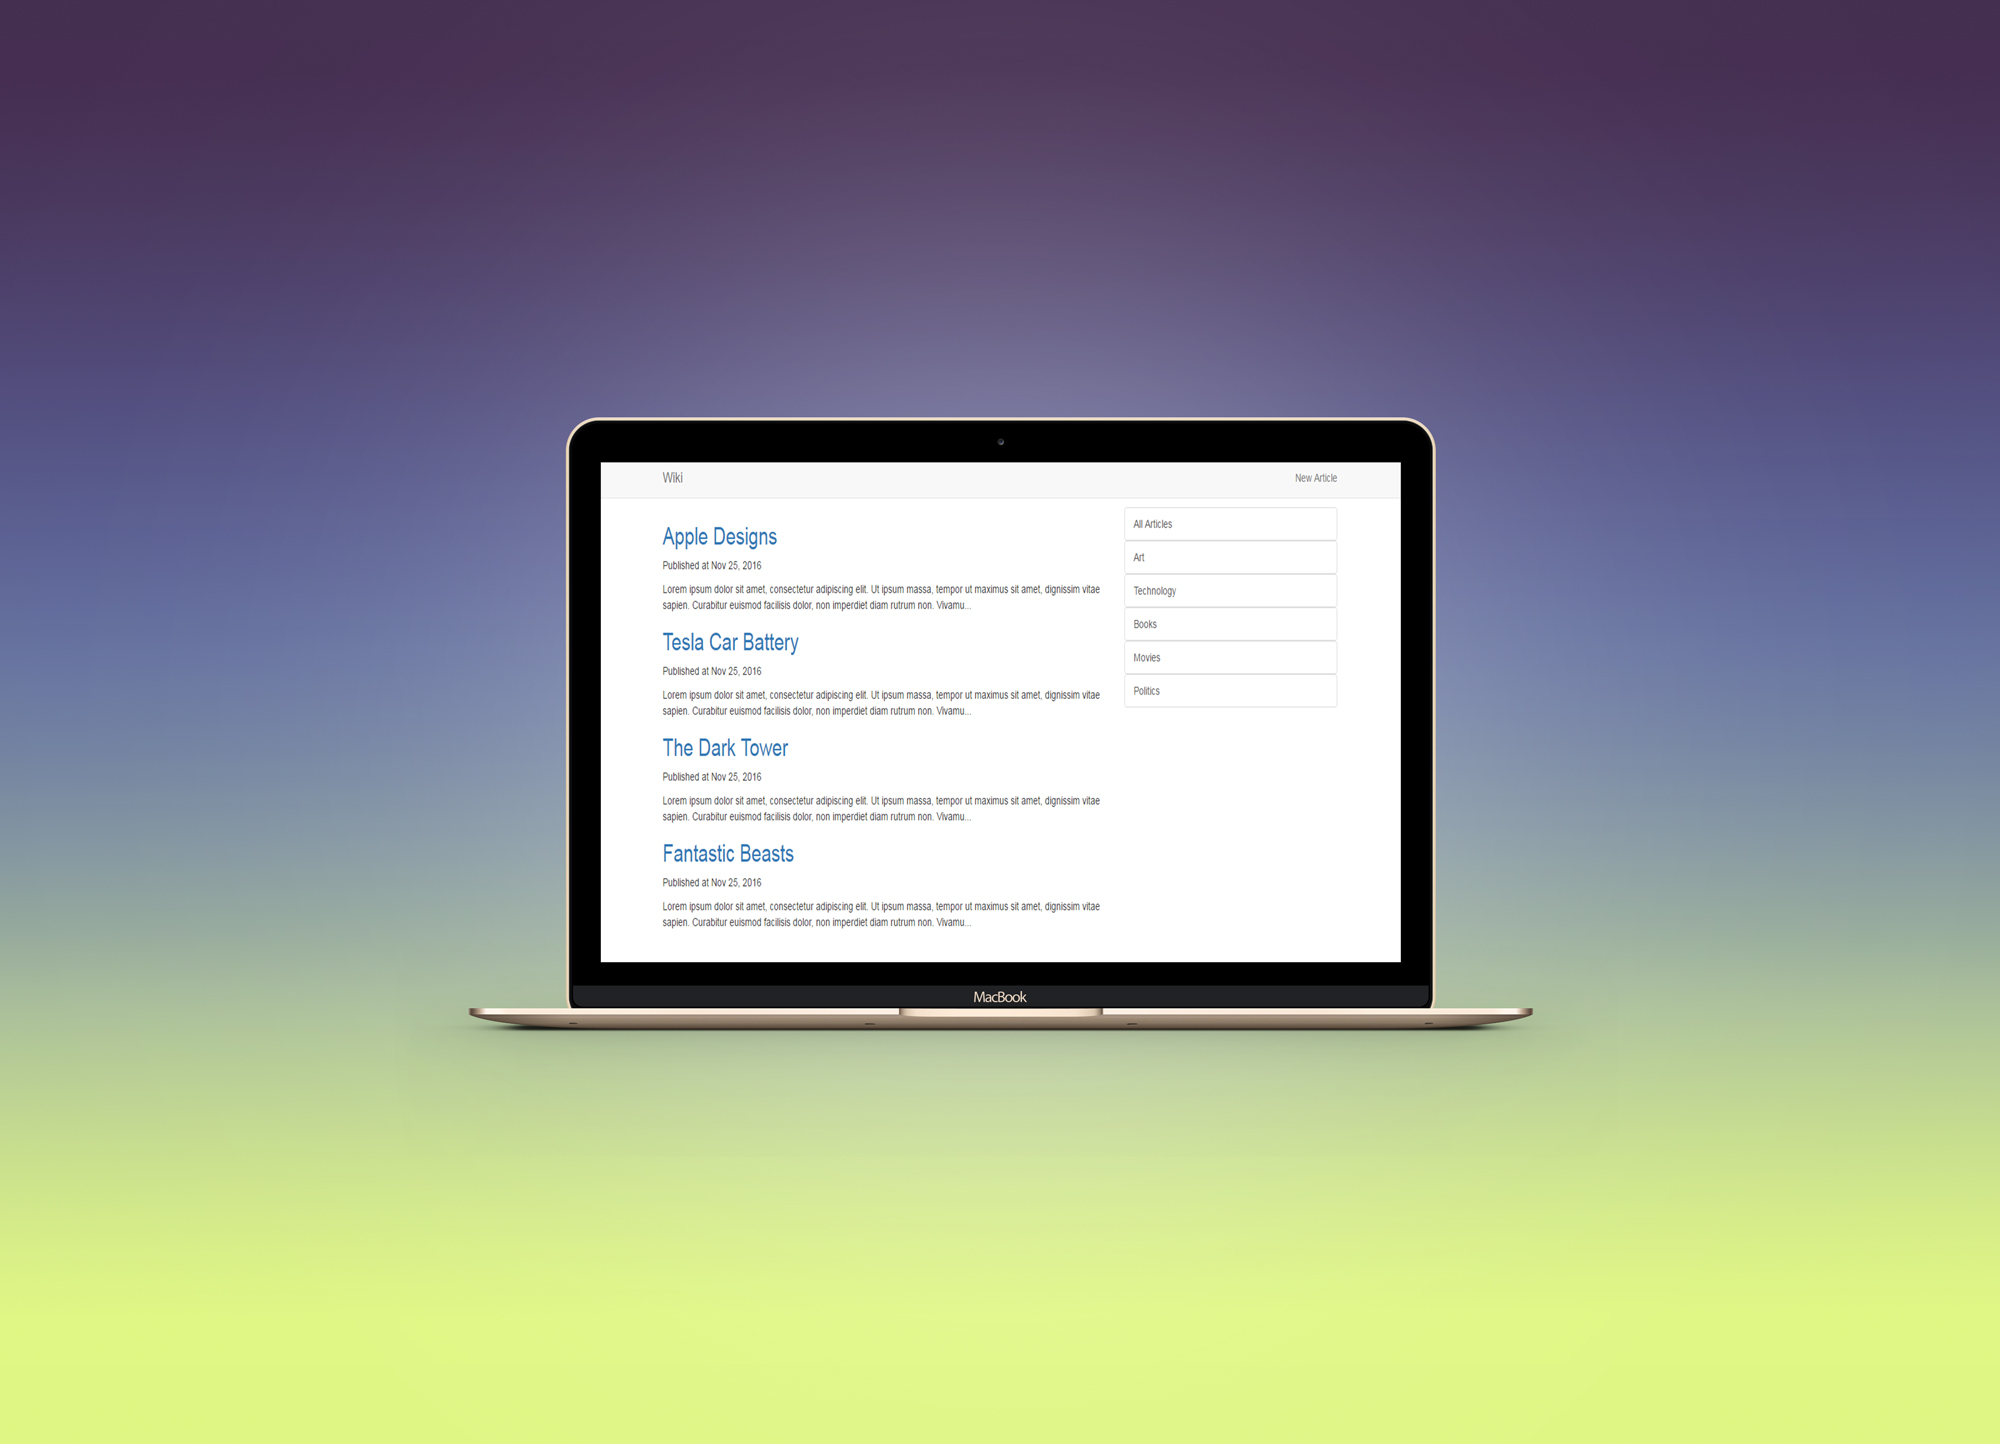 Wiki
New Article
Apple Designs
Published at Nov 25, 2016
Lorem ipsum dolor sit amet, consectetur adipiscing elit. Ut ipsum massa, tempor ut maximus sit amet, dignissim vitae
sapien. Curabitur euismod facilisis dolor, non imperdiet diam rutrum non. Vivamu...
Tesla Car Battery
Published at Nov 25, 2016
Lorem ipsum dolor sit amet, consectetur adipiscing elit. Ut ipsum massa, tempor ut maximus sit amet, dignissim vitae
sapien. Curabitur euismod facilisis dolor, non imperdiet diam rutrum non. Vivamu...
The Dark Tower
Published at Nov 25, 2016
Lorem ipsum dolor sit amet, consectetur adipiscing elit. Ut ipsum massa, tempor ut maximus sit amet, dignissim vitae
sapien. Curabitur euismod facilisis dolor, non imperdiet diam rutrum non. Vivamu...
Fantastic Beasts
Published at Nov 25, 2016
Lorem ipsum dolor sit amet, consectetur adipiscing elit. Ut ipsum massa, tempor ut maximus sit amet, dignissim vitae
sapien. Curabitur euismod facilisis dolor, non imperdiet diam rutrum non. Vivamu...
All Articles
Art
Technology
Books
Movies
Politics
MacBook